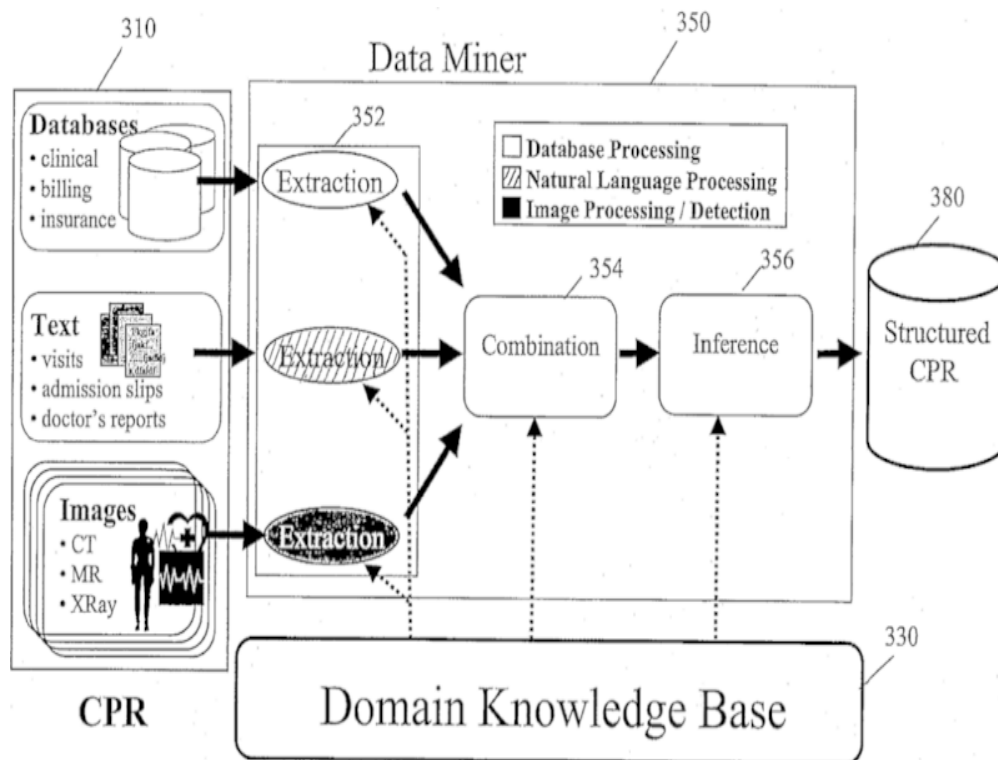 310
350
Data Miner
Databases
• clinical
• billing
• insurance
352
Extraction
Database Processing
Natural Language Processing
Image Processing / Detection
380
Text
• visits
• admission slips
• doctor's reports
Extraction
354
Combination
356
Inference
Structured
CPR
Images
• CT
• MR
• XRay
Extraction
330
CPR
Domain Knowledge Base